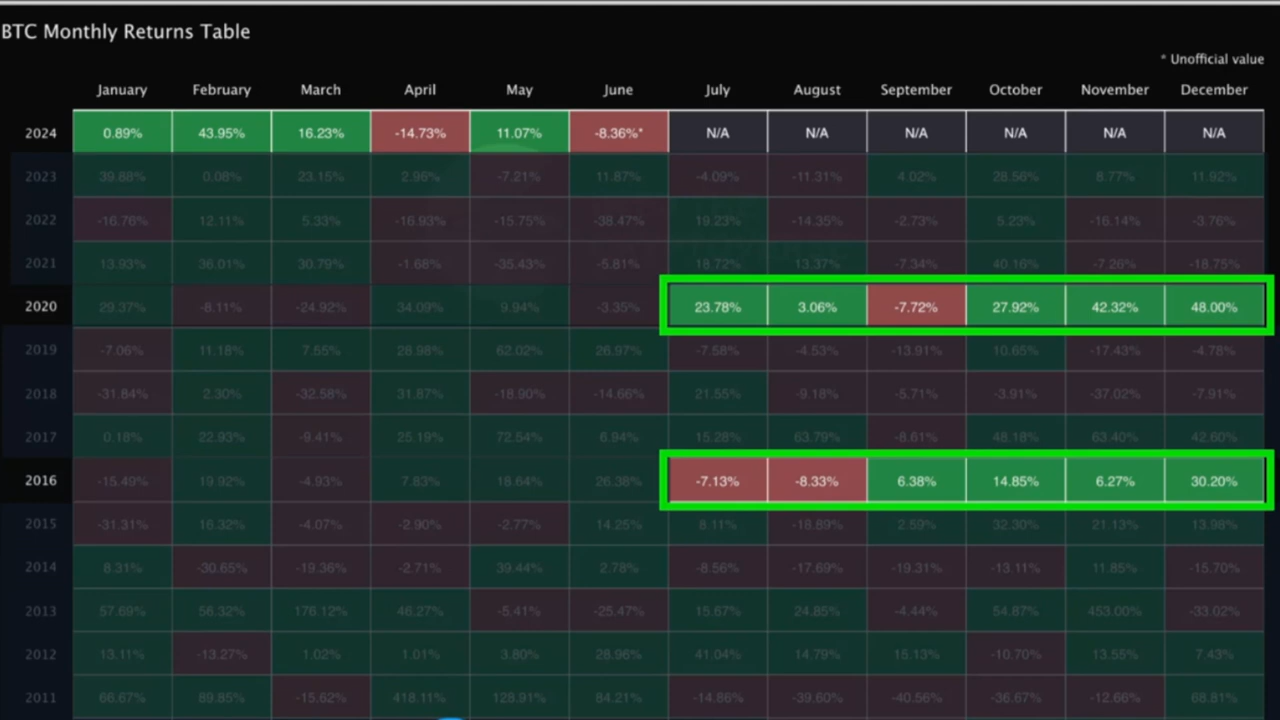 BTC Monthly Returns Table
* Unofficial value
January February March April May June July August September October November December
2024 0.89% 43.95% 16.23% -14.73% 11.07% -8.36%* N/A N/A N/A N/A N/A N/A
2023 39.88% 0.08% 23.15% 2.96% -7.21% 11.87% -4.09% -11.31% 4.02% 28.56% 8.77% 11.92%
2022 -16.76% 12.11% 5.33% -16.93% -15.75% -38.47% 19.23% -14.35% -2.73% 5.23% -16.14% -3.76%
2021 13.93% 36.01% 30.79% -1.68% -35.43% -5.81% 18.72% 13.37% -7.34% 40.16% -7.26% -18.75%
2020 29.37% -8.11% -24.92% 34.09% 9.94% -3.35% 23.78% 3.06% -7.72% 27.92% 42.32% 48.00%
2019 -7.06% 11.18% 7.55% 28.98% 62.02% 26.97% -7.58% -4.53% -13.91% 10.65% -17.43% -4.78%
2018 -31.84% 2.30% -32.58% 31.87% -18.90% -14.66% 21.55% -9.18% -5.71% -3.91% -37.02% -7.91%
2017 0.18% 22.93% -9.41% 25.19% 72.54% 6.94% 15.28% 63.79% -8.61% 48.18% 63.40% 42.60%
2016 -15.49% 19.92% -4.93% 7.83% 18.64% 26.38% -7.13% -8.33% 6.38% 14.85% 6.27% 30.20%
2015 -31.31% 16.32% -4.07% -2.90% -2.77% 14.25% 8.11% -18.89% 2.59% 32.30% 21.13% 13.98%
2014 8.31% -30.65% -19.36% -2.71% 39.44% 2.78% -8.56% -17.69% -19.31% -13.11% 11.85% -15.70%
2013 57.69% 56.32% 176.12% 46.27% -5.41% -25.47% 15.57% 24.85% -4.44% 54.87% 453.00% -33.02%
2012 13.11% -13.27% 1.02% 1.01% 3.80% 28.96% 41.04% 14.79% 15.13% -10.70% 13.55% 7.43%
2011 66.67% 89.85% -15.62% 418.11% 128.91% 84.21% -14.86% -39.60% -40.56% -36.67% -12.66% 68.81%